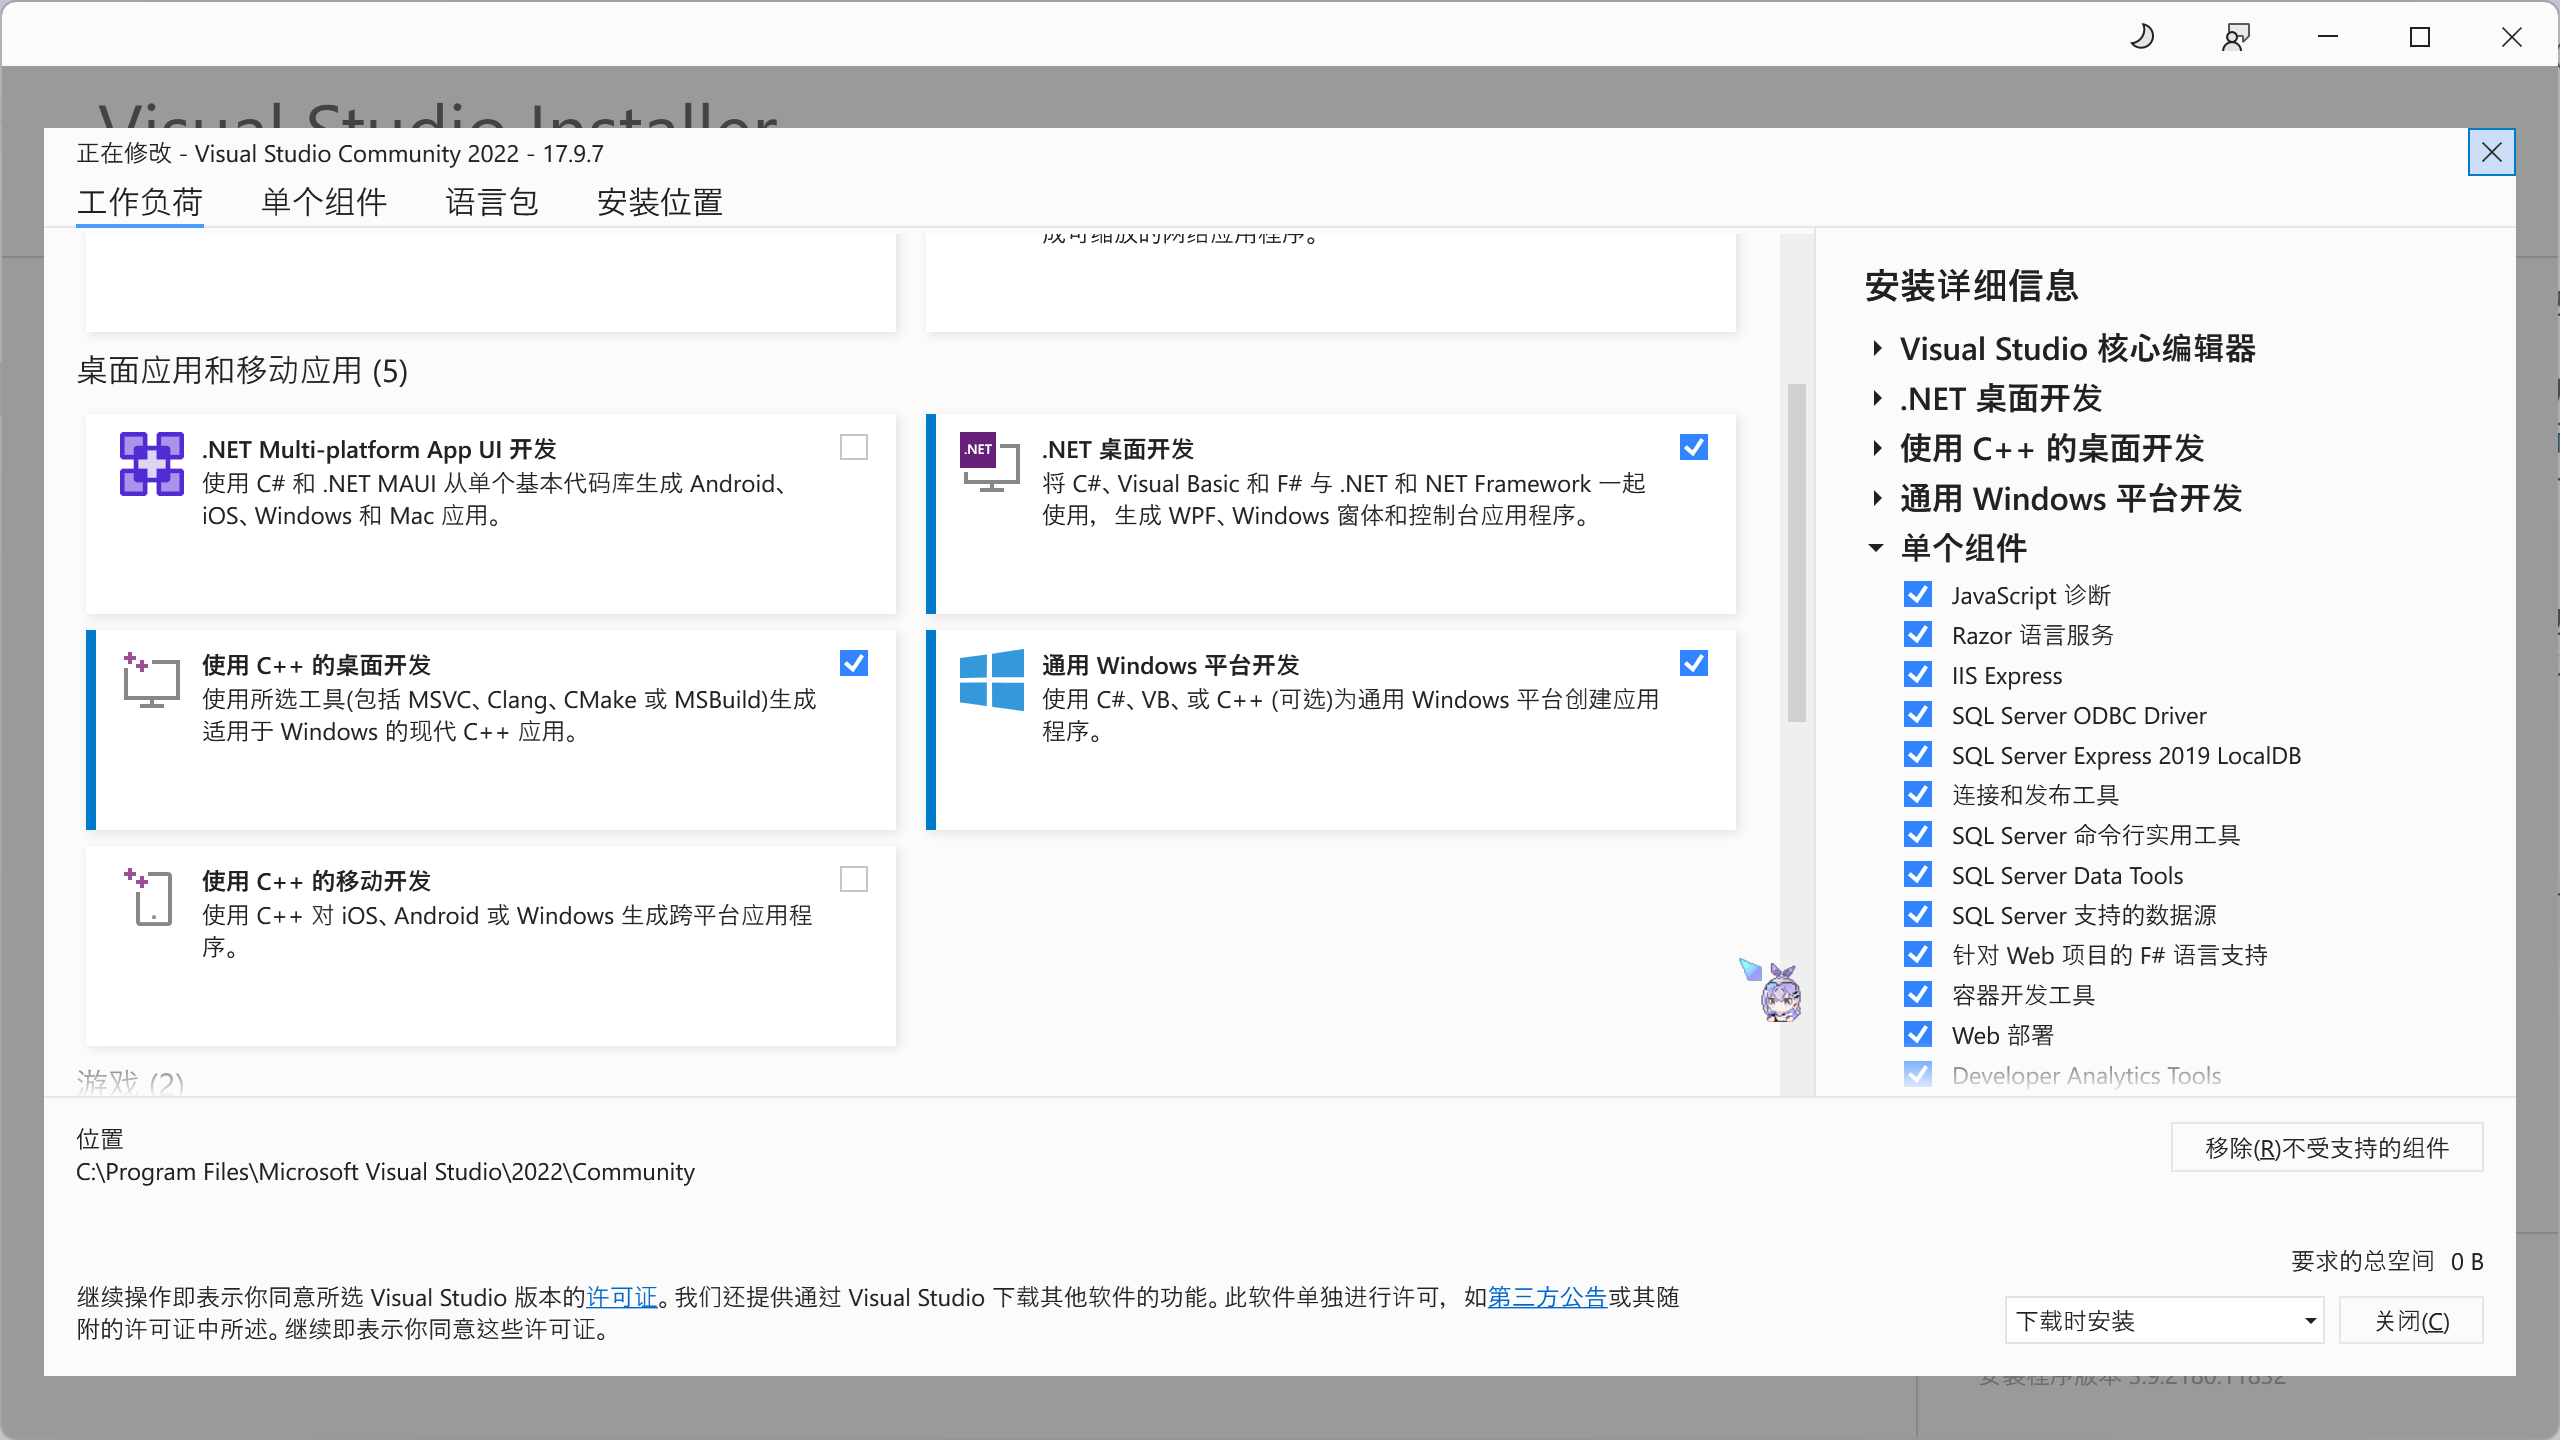 Visual Studio Installer
正在修改 - Visual Studio Community 2022 - 17.9.7
工作负荷 单个组件 语言包 安装位置
成可缩放的网络应用程序。
桌面应用和移动应用 (5)
.NET Multi-platform App UI 开发
使用 C# 和 .NET MAUI 从单个基本代码库生成 Android、
iOS、Windows 和 Mac 应用。
.NET
.NET 桌面开发
将 C#、Visual Basic 和 F# 与 .NET 和 NET Framework 一起
使用，生成 WPF、Windows 窗体和控制台应用程序。
使用 C++ 的桌面开发
使用所选工具(包括 MSVC、Clang、CMake 或 MSBuild)生成
适用于 Windows 的现代 C++ 应用。
通用 Windows 平台开发
使用 C#、VB、或 C++ (可选)为通用 Windows 平台创建应用
程序。
使用 C++ 的移动开发
使用 C++ 对 iOS、Android 或 Windows 生成跨平台应用程
序。
游戏 (2)
安装详细信息
Visual Studio 核心编辑器
.NET 桌面开发
使用 C++ 的桌面开发
通用 Windows 平台开发
单个组件
JavaScript 诊断
Razor 语言服务
IIS Express
SQL Server ODBC Driver
SQL Server Express 2019 LocalDB
连接和发布工具
SQL Server 命令行实用工具
SQL Server Data Tools
SQL Server 支持的数据源
针对 Web 项目的 F# 语言支持
容器开发工具
Web 部署
Developer Analytics Tools
位置
C:\Program Files\Microsoft Visual Studio\2022\Community
移除(R)不受支持的组件
要求的总空间 0 B
继续操作即表示你同意所选 Visual Studio 版本的许可证。我们还提供通过 Visual Studio 下载其他软件的功能。此软件单独进行许可，如第三方公告或其随
附的许可证中所述。继续即表示你同意这些许可证。
下载时安装
关闭(C)
安装程序版本 3.9.2180.11832